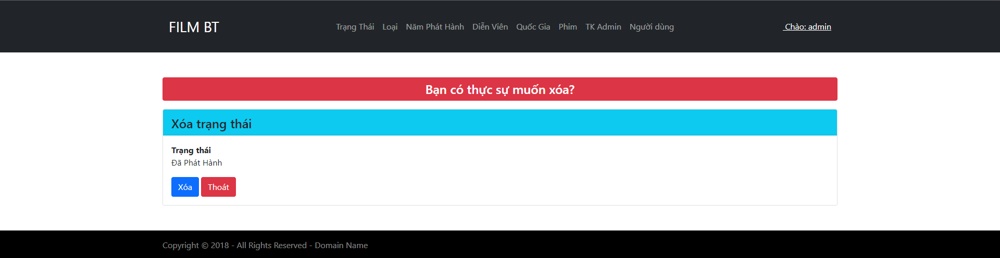 FILM BT
Trạng Thái Loại Năm Phát Hành Diễn Viên Quốc Gia Phim TK Admin Người dùng
Chào: admin
Bạn có thực sự muốn xóa?
Xóa trạng thái
Trạng thái
Đã Phát Hành
Xóa Thoát
Copyright © 2018 - All Rights Reserved - Domain Name